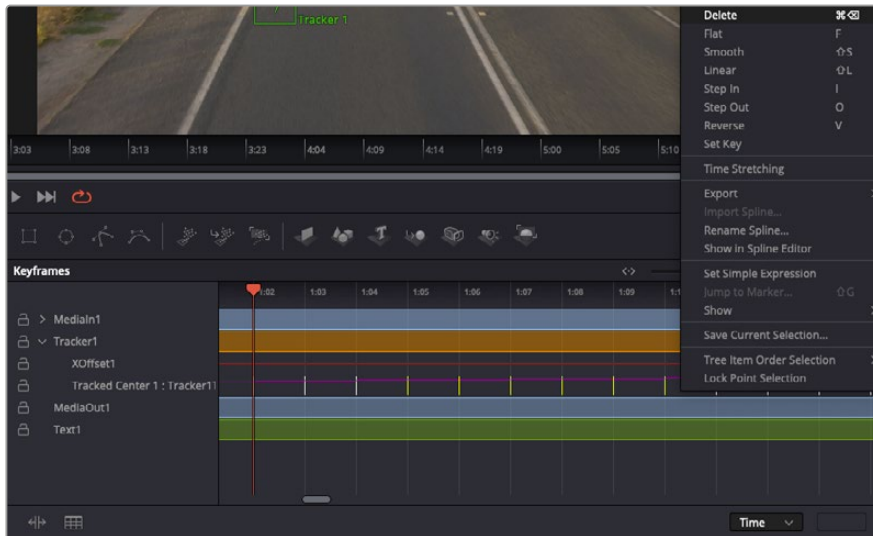 Tracker 1
Delete ⌘⌫
Flat F
Smooth ⇧S
Linear ⇧L
Step In I
Step Out O
Reverse V
Set Key
Time Stretching
Export
Import Spline...
Rename Spline...
Show in Spline Editor
Set Simple Expression
Jump to Marker... ⇧G
Show
Save Current Selection...
Tree Item Order Selection
Lock Point Selection
3:03 3:08 3:13 3:18 3:23 4:04 4:09 4:14 4:19 5:00 5:05 5:10
Keyframes
1:02 1:03 1:04 1:05 1:06 1:07 1:08 1:09
MediaIn1
Tracker1
XOffset1
Tracked Center 1 : Tracker11
MediaOut1
Text1
Time